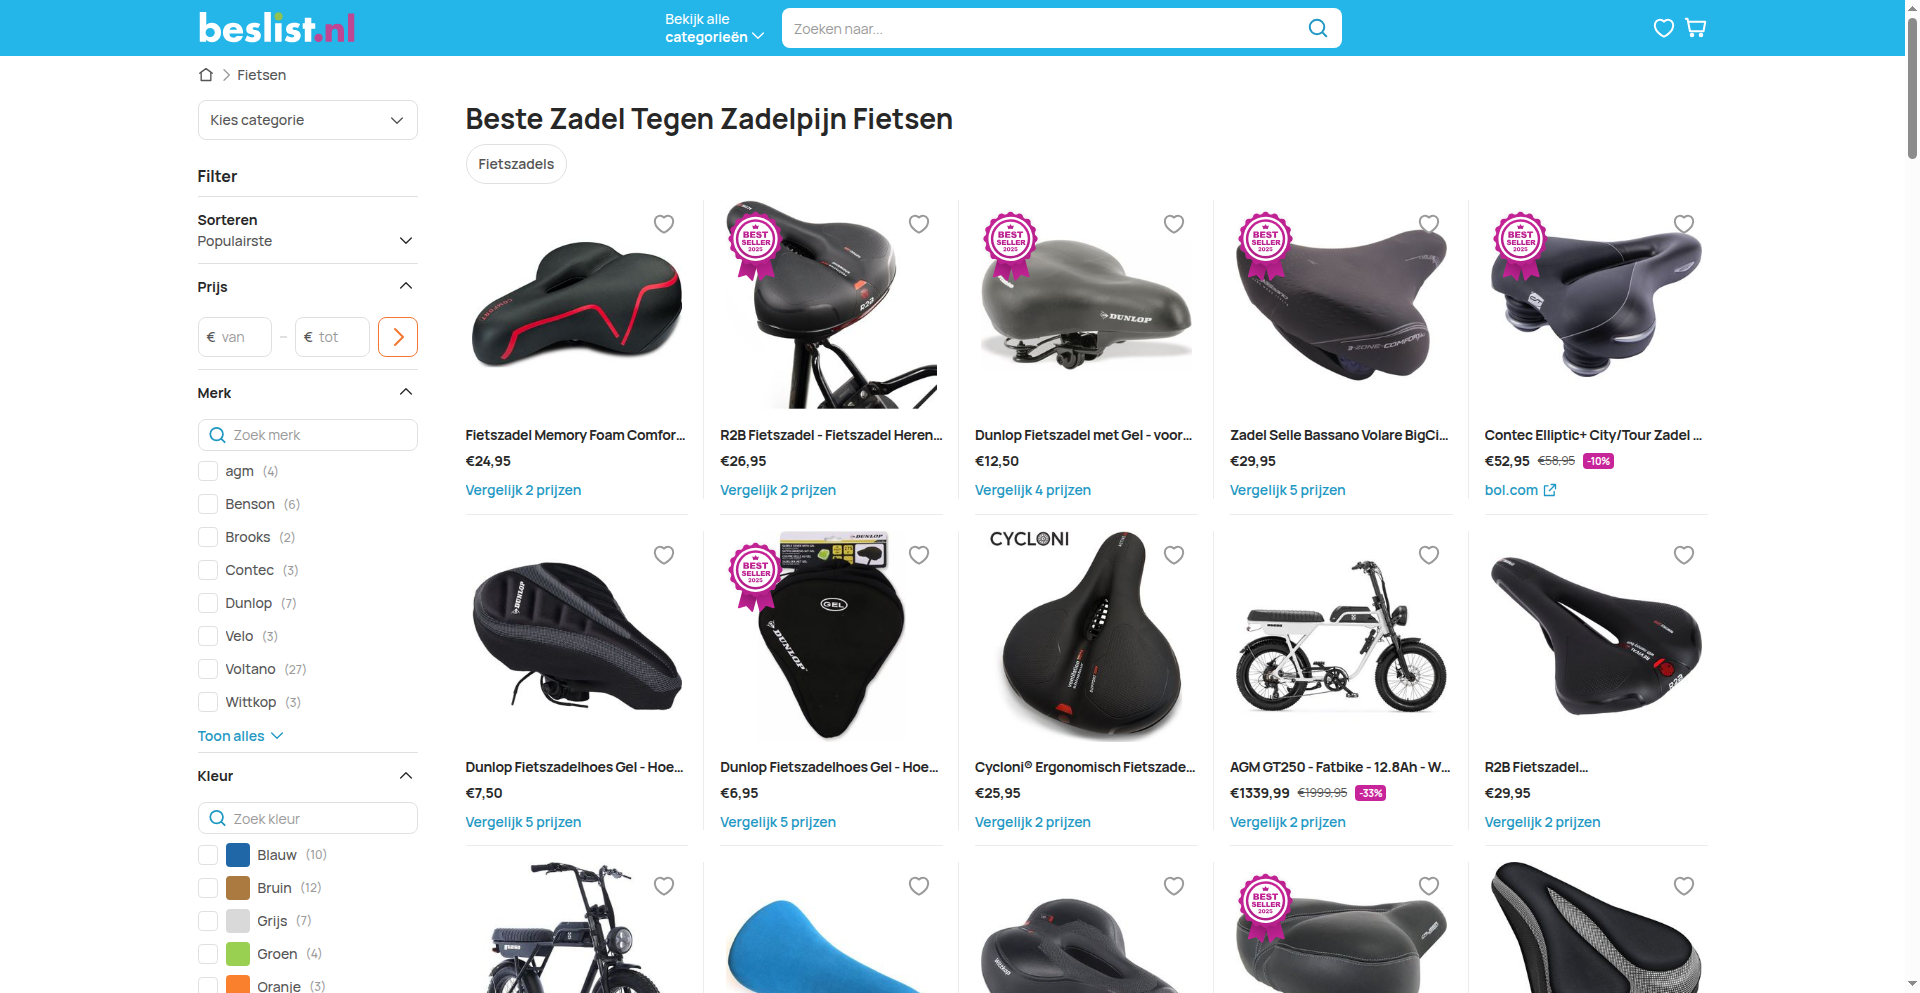 beslist.nl
Bekijk alle
categorieën
Zoeken naar...
Fietsen
Kies categorie
Beste Zadel Tegen Zadelpijn Fietsen
Fietszadels
Filter
Sorteren
Populairste
Prijs
€ van
–
€ tot
Merk
Zoek merk
agm (4)
Benson (6)
Brooks (2)
Contec (3)
Dunlop (7)
Velo (3)
Voltano (27)
Wittkop (3)
Toon alles
Kleur
Zoek kleur
Blauw (10)
Bruin (12)
Grijs (7)
Groen (4)
Oranje (3)
COMFORT
BEST
SELLER
2025
R2B
BEST
SELLER
2025
DUNLOP
BEST
SELLER
2025
3-ZONE-COMFORT
BEST
SELLER
2025
Fietszadel Memory Foam Comfor...
€24,95
Vergelijk 2 prijzen
R2B Fietszadel - Fietszadel Heren...
€26,95
Vergelijk 2 prijzen
Dunlop Fietszadel met Gel - voor...
€12,50
Vergelijk 4 prijzen
Zadel Selle Bassano Volare BigCi...
€29,95
Vergelijk 5 prijzen
Contec Elliptic+ City/Tour Zadel ...
€52,95 €58,95 -10%
bol.com
DUNLOP
BEST
SELLER
2025
DUNLOP
GEL
DUNLOP
CYCLONI
R2B
Dunlop Fietszadelhoes Gel - Hoe...
€7,50
Vergelijk 5 prijzen
Dunlop Fietszadelhoes Gel - Hoe...
€6,95
Vergelijk 5 prijzen
Cycloni® Ergonomisch Fietszade...
€25,95
Vergelijk 2 prijzen
AGM GT250 - Fatbike - 12.8Ah - W...
€1339,99 €1999,95 -33%
Vergelijk 2 prijzen
R2B Fietszadel...
€29,95
Vergelijk 2 prijzen
Wittkop
BEST
SELLER
2025